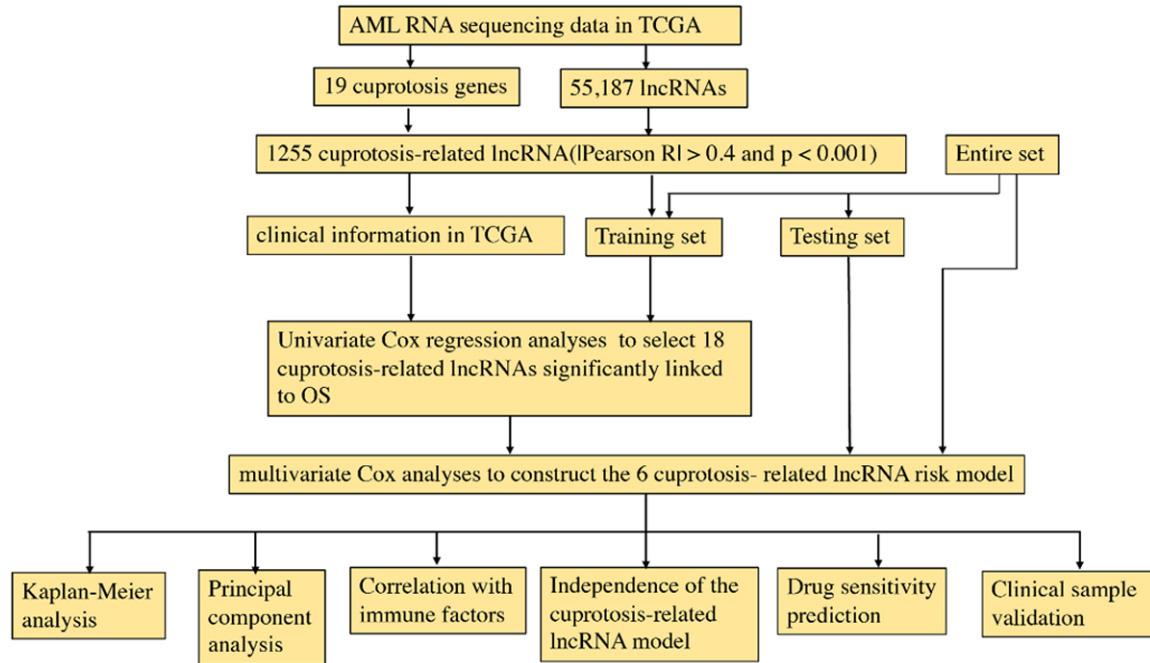 AML RNA sequencing data in TCGA
19 cuprotosis genes
55,187 lncRNAs
1255 cuprotosis-related lncRNA(|Pearson R| > 0.4 and p < 0.001)
Entire set
clinical information in TCGA
Training set
Testing set
Univariate Cox regression analyses to select 18
cuprotosis-related lncRNAs significantly linked
to OS
multivariate Cox analyses to construct the 6 cuprotosis- related lncRNA risk model
Kaplan-Meier
analysis
Principal
component
analysis
Correlation with
immune factors
Independence of the
cuprotosis-related
lncRNA model
Drug sensitivity
prediction
Clinical sample
validation